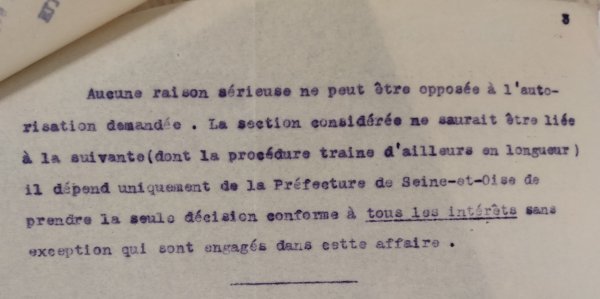 3
Aucune raison sérieuse ne peut être opposée à l'auto-
risation demandée . La section considérée ne saurait être liée
à la suivante(dont la procédure traine d'ailleurs en longueur)
il dépend uniquement de la Préfecture de Seine-et-Oise de
prendre la seule décision conforme à tous les intérêts sans
exception qui sont engagés dans cette affaire .